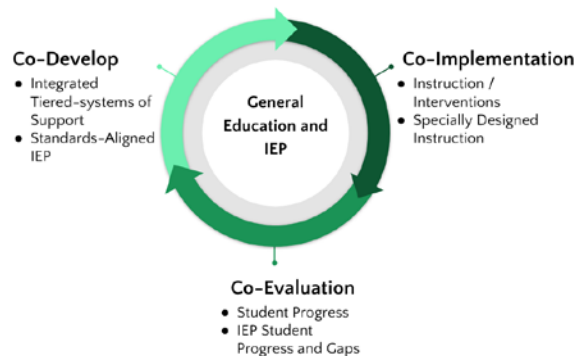 Co-Develop
● Integrated
Tiered-systems of
Support
● Standards-Aligned
IEP
General
Education and
IEP
Co-Implementation
● Instruction /
Interventions
● Specially Designed
Instruction
Co-Evaluation
● Student Progress
● IEP Student
Progress and Gaps